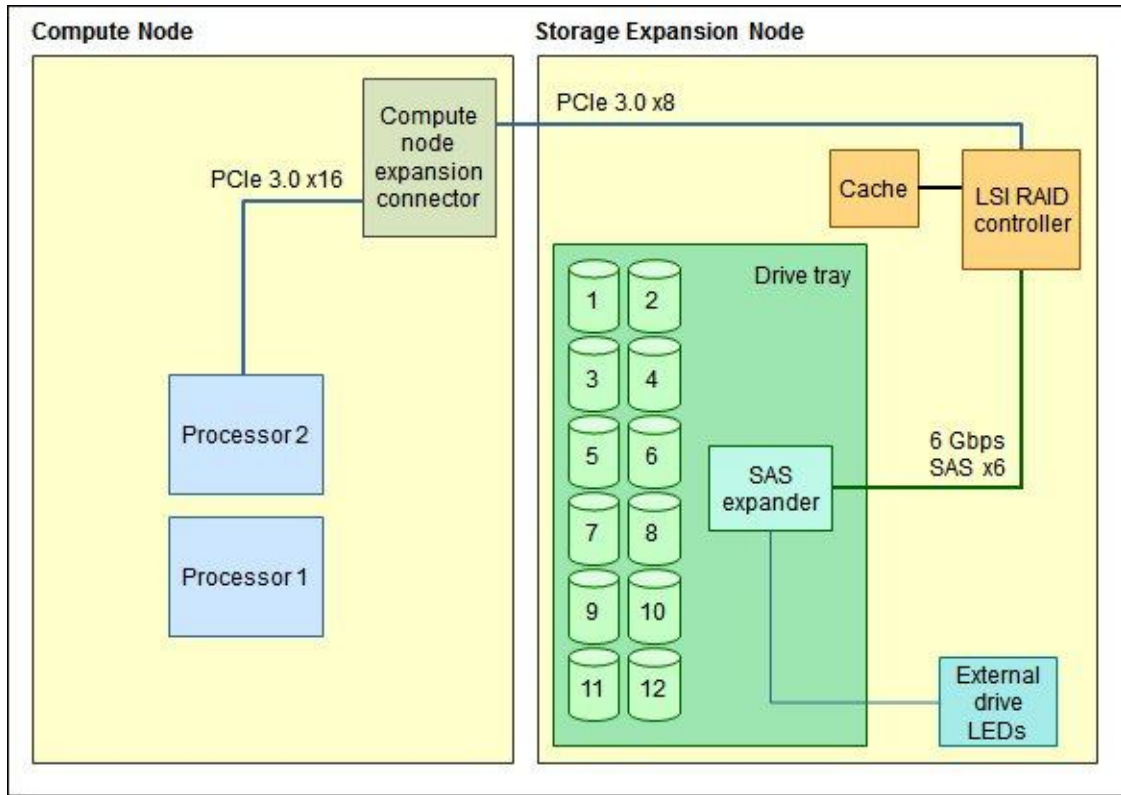 Compute Node
Storage Expansion Node
Compute
node
expansion
connector
PCIe 3.0 x16
Processor 2
Processor 1
PCIe 3.0 x8
Cache
LSI RAID
controller
Drive tray
1
2
3
4
5
6
7
8
9
10
11
12
SAS
expander
6 Gbps
SAS x6
External
drive
LEDs